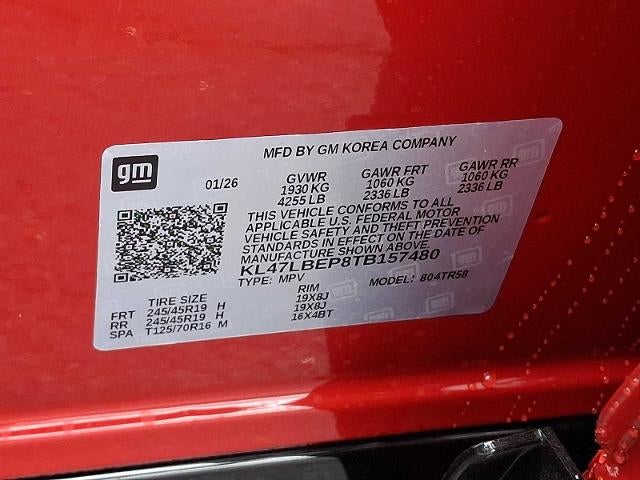 MFD BY GM KOREA COMPANY
gm
01/26
GVWR GAWR FRT GAWR RR
1930 KG 1060 KG 1060 KG
4255 LB 2336 LB 2336 LB
THIS VEHICLE CONFORMS TO ALL
APPLICABLE U.S. FEDERAL MOTOR
VEHICLE SAFETY AND THEFT PREVENTION
STANDARDS IN EFFECT ON THE DATE OF
MANUFACTURE SHOWN ABOVE.
KL47LBEP8TB157480
TYPE: MPV MODEL: 804TR58
TIRE SIZE RIM
FRT 245/45R19 H 19X8J
RR 245/45R19 H 19X8J
SPA T125/70R16 M 16X4BT